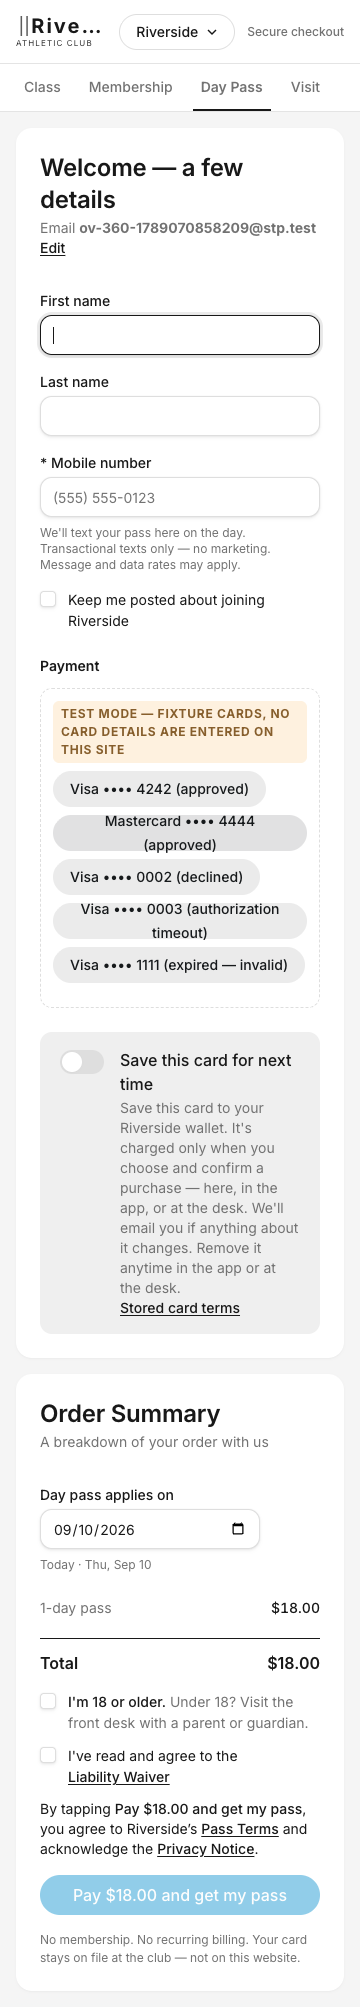 Rive...
ATHLETIC CLUB
Riverse...
Secure checkout
Class Membership Day Pass Visit
Welcome — a few
details
Email ov-360-1789070858209@stp.test
Edit
First name
Last name
* Mobile number
(555) 555-0123
We'll text your pass here on the day.
Transactional texts only — no marketing.
Message and data rates may apply.
Keep me posted about joining
Riverside
Payment
TEST MODE — FIXTURE CARDS, NO
CARD DETAILS ARE ENTERED ON
THIS SITE
Visa •••• 4242 (approved)
Mastercard •••• 4444
(approved)
Visa •••• 0002 (declined)
Visa •••• 0003 (authorization
timeout)
Visa •••• 1111 (expired — invalid)
Save this card for next
time
Save this card to your
Riverside wallet. It's
charged only when you
choose and confirm a
purchase — here, in the
app, or at the desk. We'll
email you if anything about
it changes. Remove it
anytime in the app or at
the desk.
Stored card terms
Order Summary
A breakdown of your order with us
Day pass applies on
09/10/2026
Today · Thu, Sep 10
1-day pass $18.00
Total $18.00
I'm 18 or older. Under 18? Visit the
front desk with a parent or guardian.
I've read and agree to the
Liability Waiver
By tapping Pay $18.00 and get my pass,
you agree to Riverside’s Pass Terms and
acknowledge the Privacy Notice.
Pay $18.00 and get my pass
No membership. No recurring billing. Your card
stays on file at the club — not on this website.